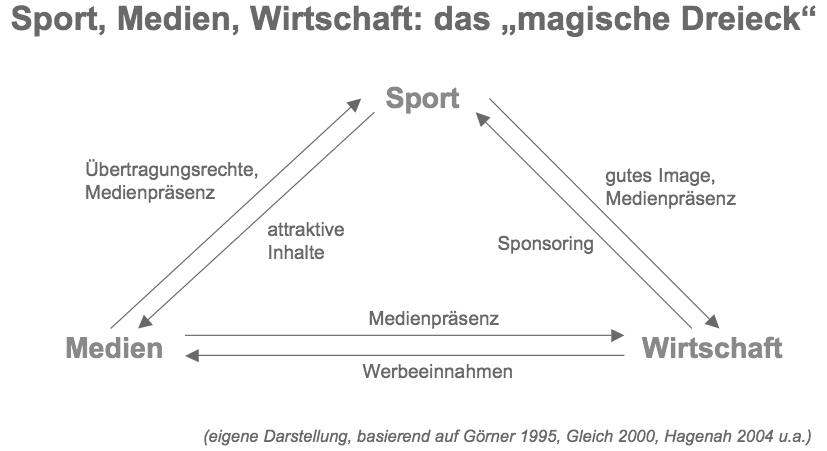 Sport, Medien, Wirtschaft: das „magische Dreieck“
Sport
Übertragungsrechte,
Medienpräsenz
gutes Image,
Medienpräsenz
attraktive
Inhalte
Sponsoring
Medienpräsenz
Medien
Wirtschaft
Werbeeinnahmen
(eigene Darstellung, basierend auf Görner 1995, Gleich 2000, Hagenah 2004 u.a.)